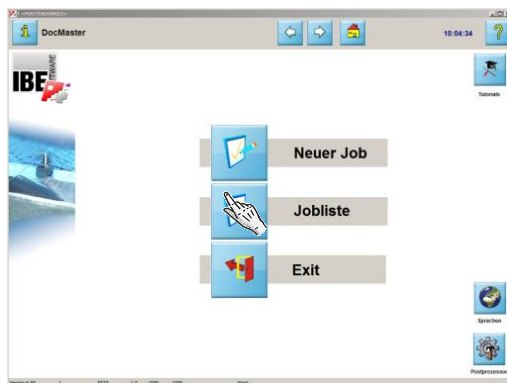 DocMaster
10:04:34
IBE
Tutorials
Neuer Job
Jobliste
Exit
Sprachen
Postprozessor